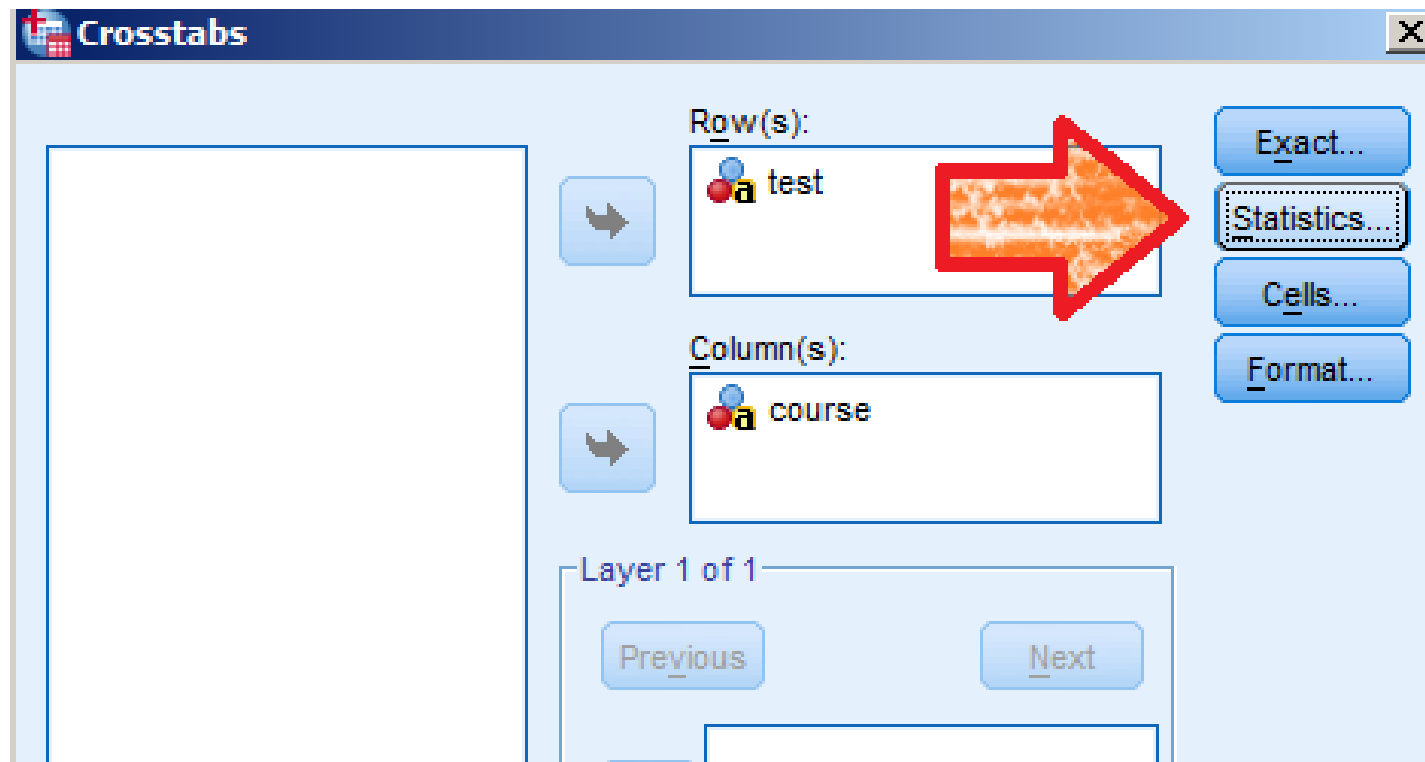 Crosstabs
Row(s):
test
Exact...
Statistics...
Cells...
Format...
Column(s):
course
Layer 1 of 1
Previous
Next